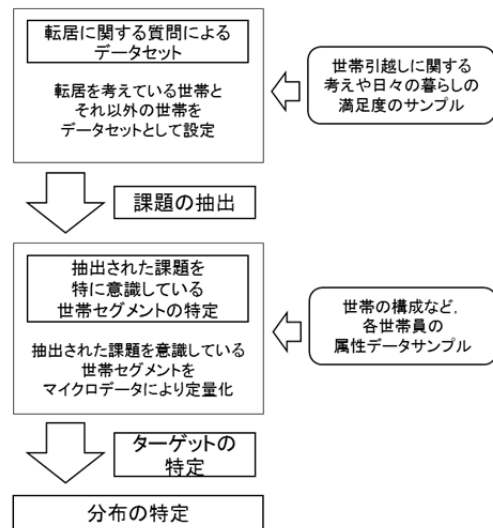 転居に関する質問による
データセット
転居を考えている世帯と
それ以外の世帯を
データセットとして設定
世帯引越しに関する
考えや日々の暮らしの
満足度のサンプル
課題の抽出
抽出された課題を
特に意識している
世帯セグメントの特定
抽出された課題を意識している
世帯セグメントを
マイクロデータにより定量化
世帯の構成など,
各世帯員の
属性データサンプル
ターゲットの
特定
分布の特定